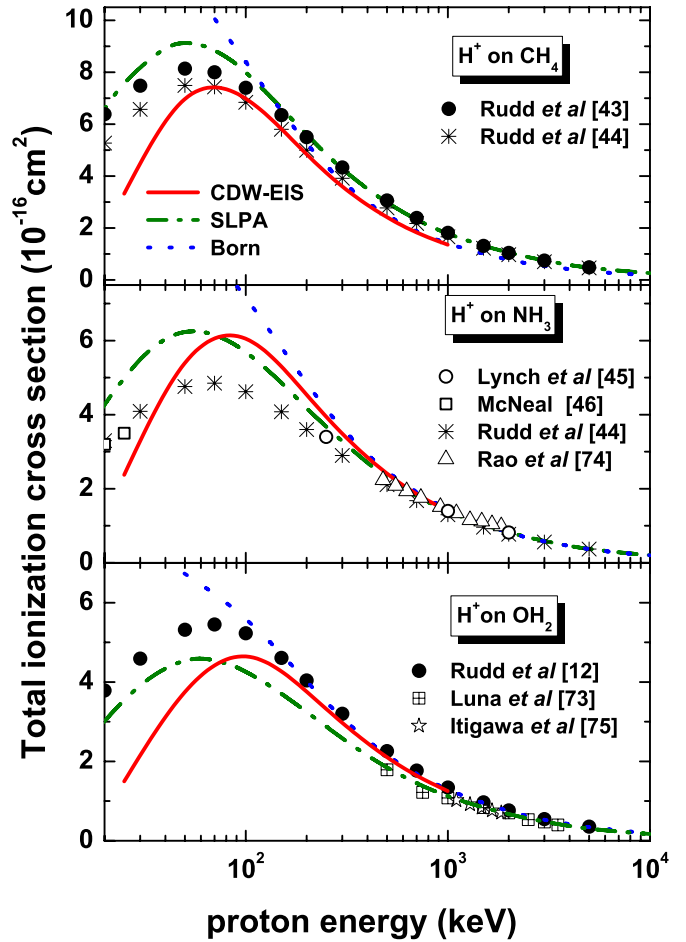 Total ionization cross section (10⁻¹⁶cm²)
10
8
6
4
2
0
H⁺ on CH₄
Rudd et al [43]
Rudd et al [44]
CDW-EIS
SLPA
Born
6
4
2
0
H⁺ on NH₃
Lynch et al [45]
McNeal [46]
Rudd et al [44]
Rao et al [74]
6
4
2
0
H⁺ on OH₂
Rudd et al [12]
Luna et al [73]
Itigawa et al [75]
10² 10³ 10⁴
proton energy (keV)